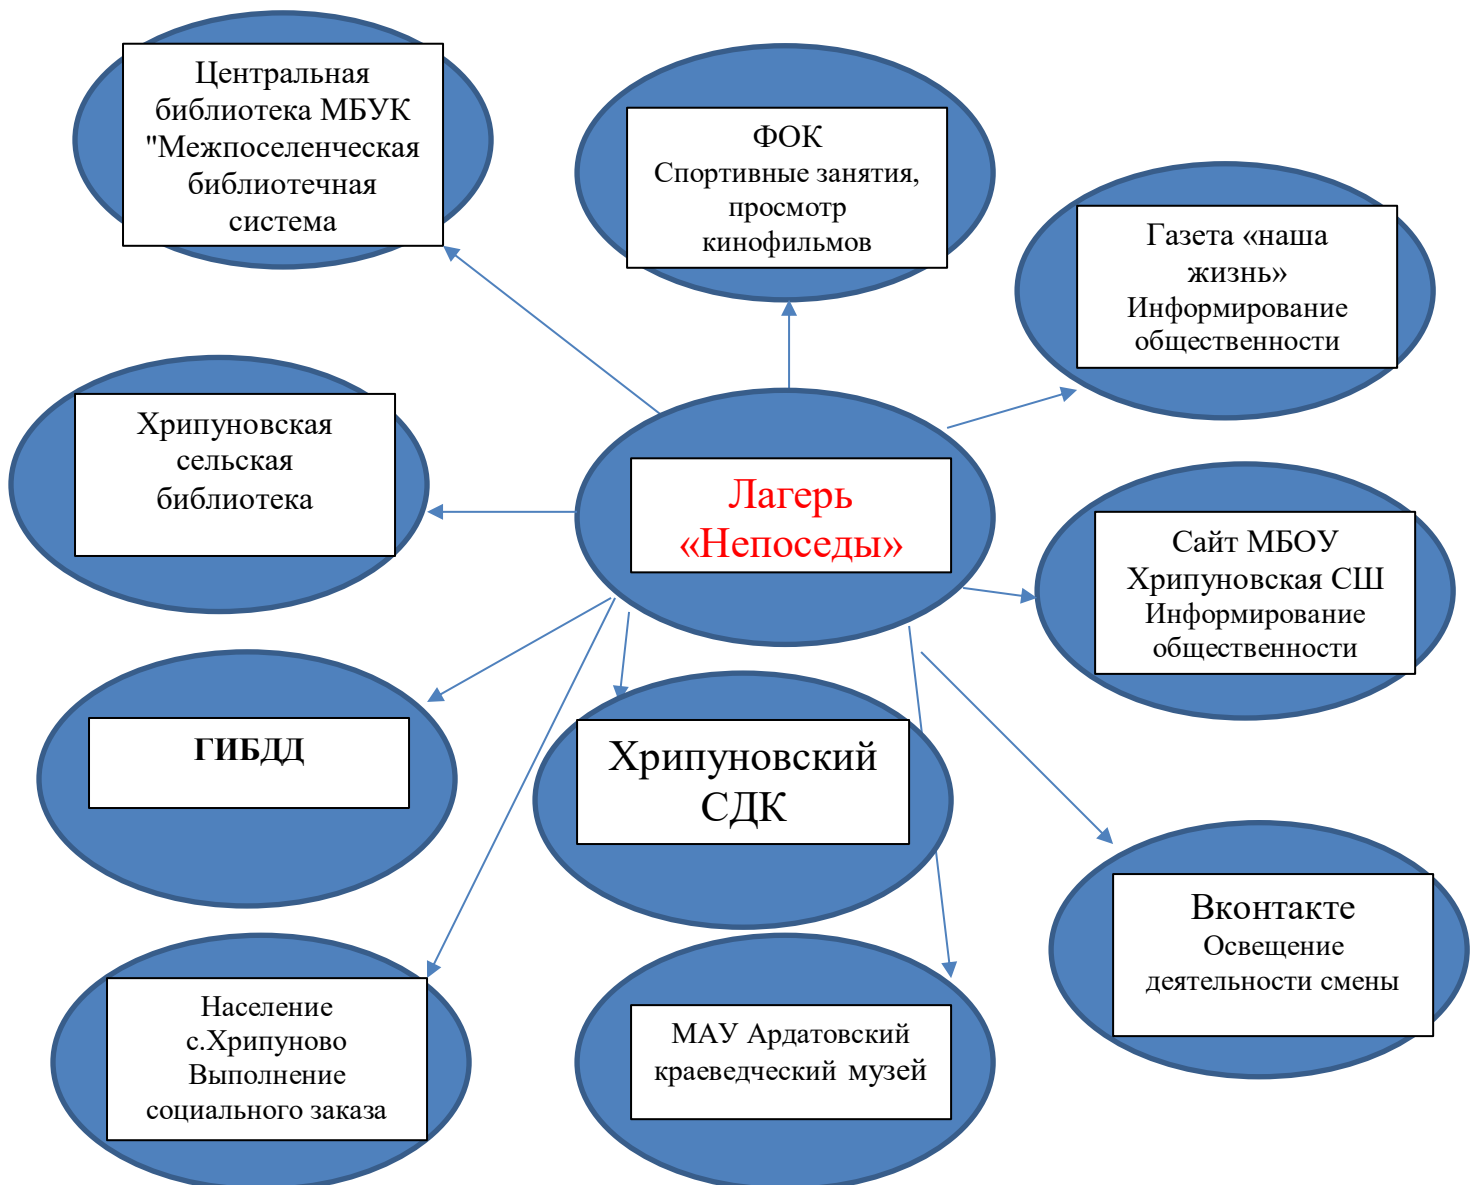 Центральная
библиотека МБУК
"Межпоселенческая
библиотечная
система
ФОК
Спортивные занятия,
просмотр
кинофильмов
Газета «наша
жизнь»
Информирование
общественности
Хрипуновская
сельская
библиотека
Лагерь
«Непоседы»
Сайт МБОУ
Хрипуновская СШ
Информирование
общественности
ГИБДД
Хрипуновский
СДК
Вконтакте
Освещение
деятельности смены
Население
с.Хрипуново
Выполнение
социального заказа
МАУ Ардатовский
краеведческий музей